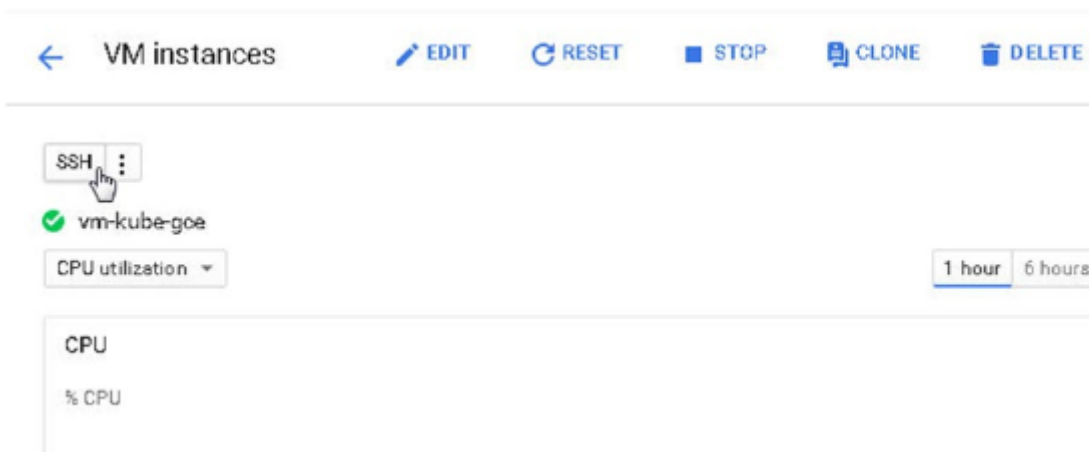 VM instances EDIT RESET STOP CLONE DELETE
SSH
vm-kube-gce
CPU utilization 1 hour 6 hours
CPU
% CPU